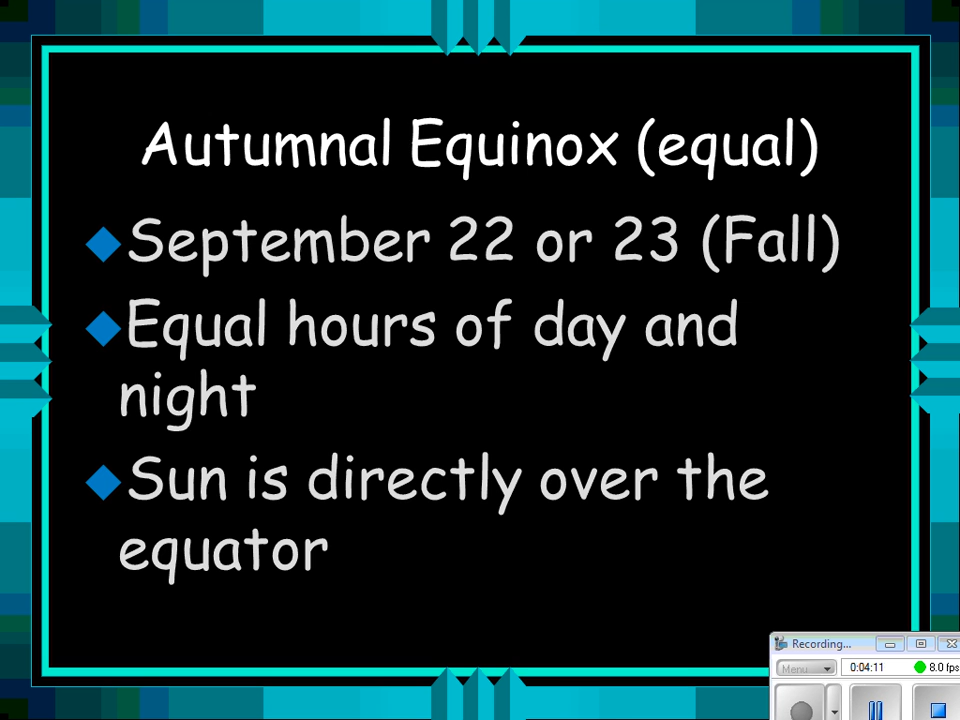 Autumnal Equinox (equal)
September 22 or 23 (Fall)
Equal hours of day and
night
Sun is directly over the
equator
Recording...
Menu 0:04:11 8.0 fps